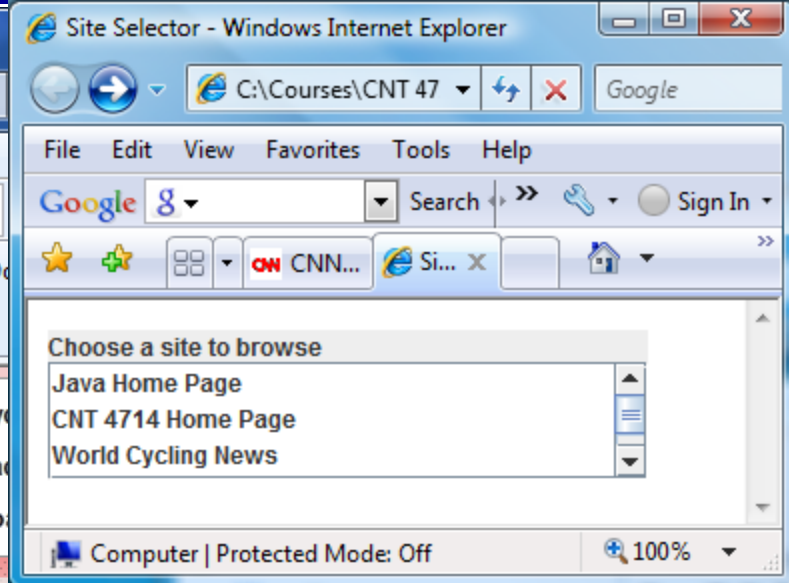 Site Selector - Windows Internet Explorer
C:\Courses\CNT 47
Google
File Edit View Favorites Tools Help
Google g Search » Sign In
CNN CNN... Si... X »
Choose a site to browse
Java Home Page
CNT 4714 Home Page
World Cycling News
Computer | Protected Mode: Off 100%